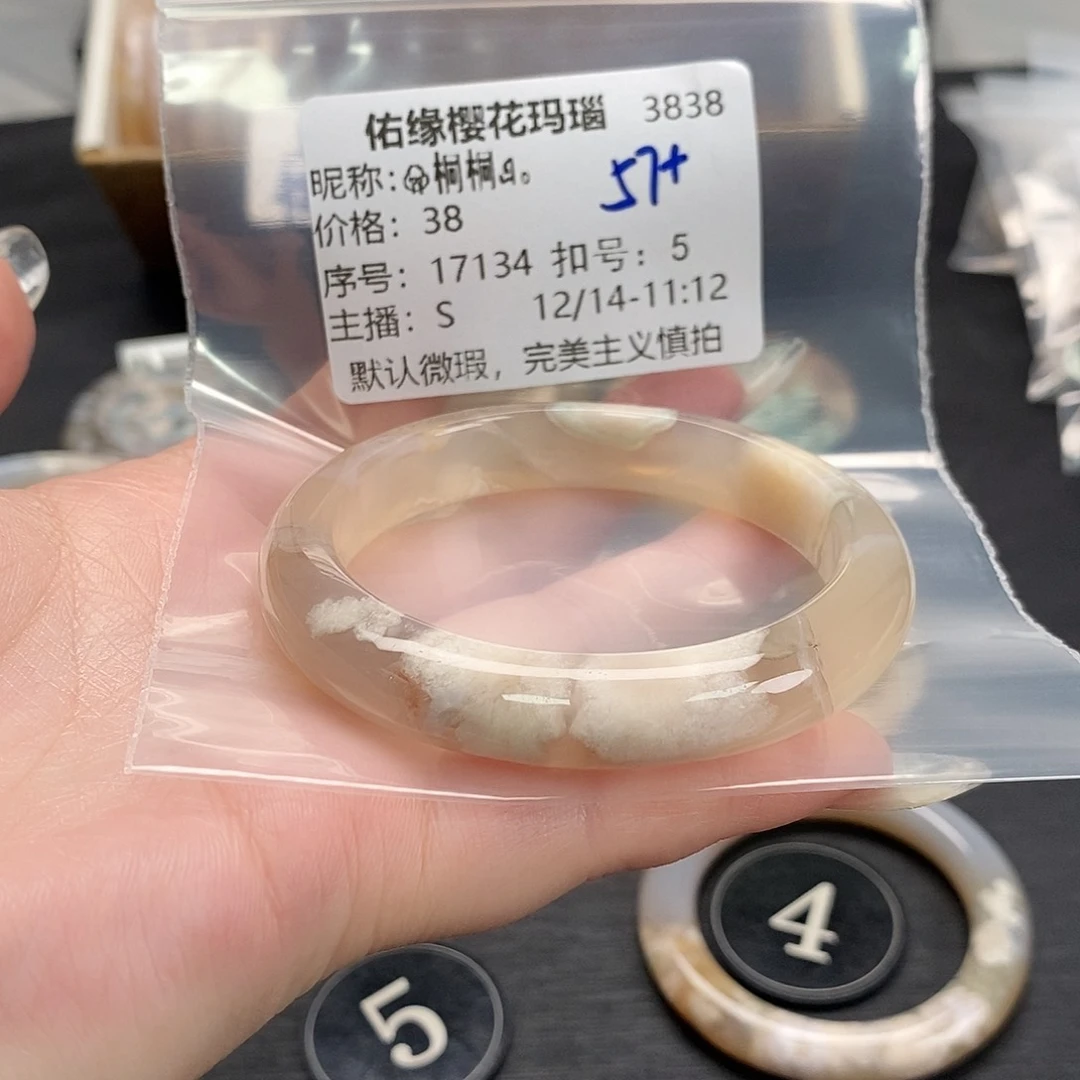 佑缘樱花玛瑙 3838
昵称:桐桐。
57+
价格: 38
序号: 17134 扣号: 5
主播: S 12/14-11:12
默认微瑕，完美主义慎拍
4
5